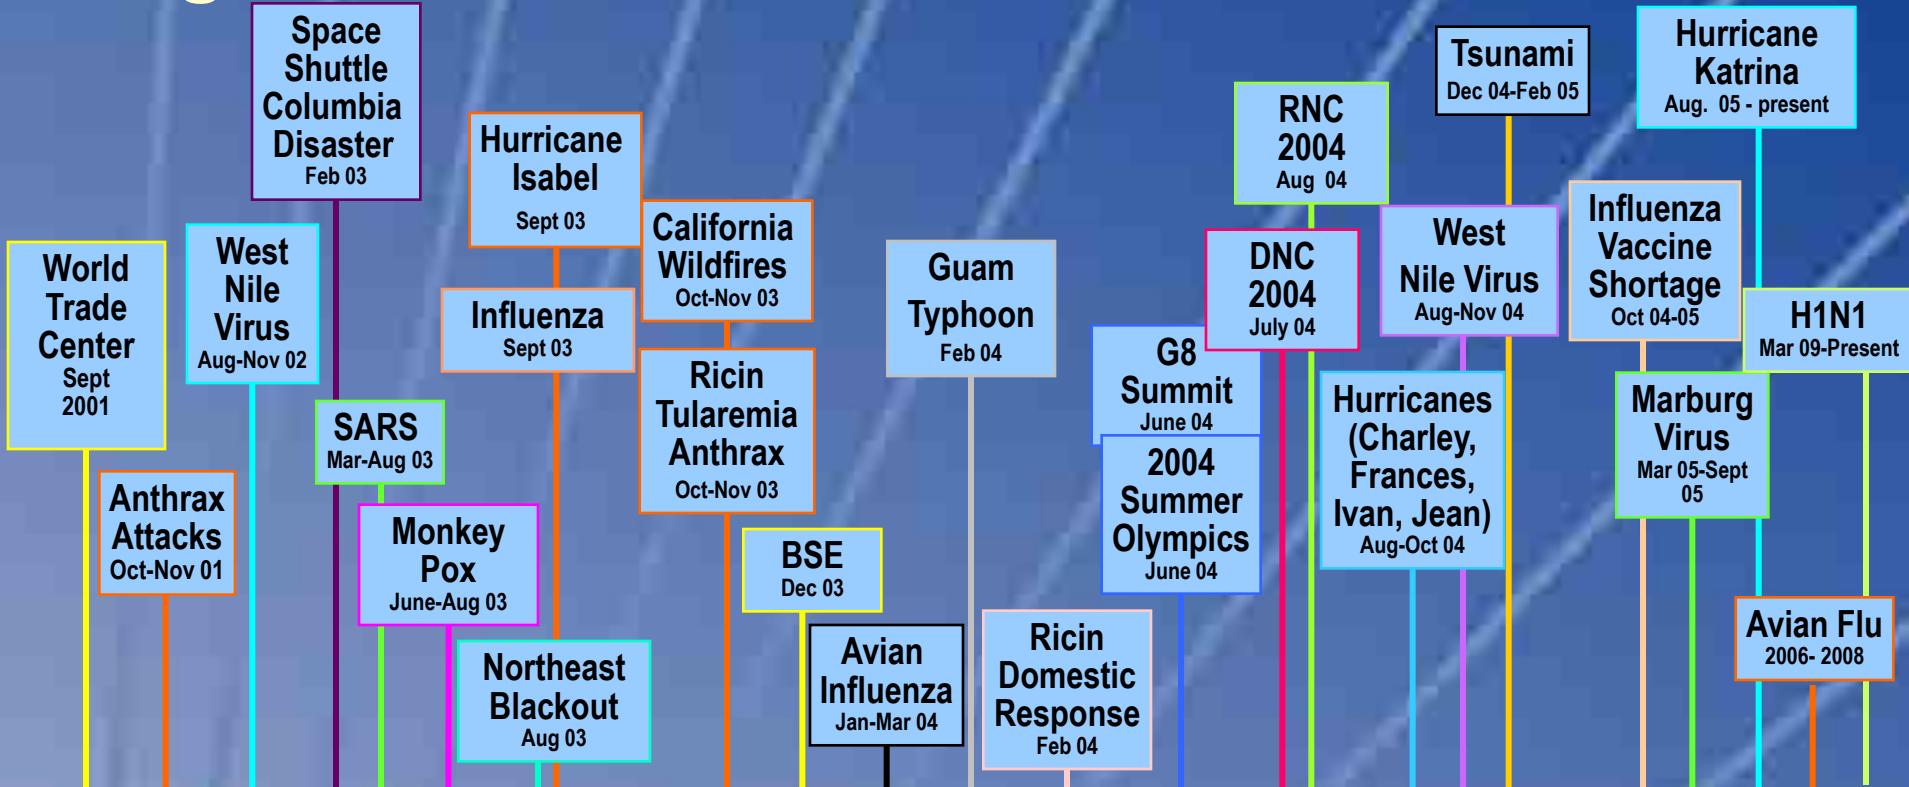 World
Trade
Center
Sept
2001
Anthrax
Attacks
Oct-Nov 01
West
Nile
Virus
Aug-Nov 02
Space
Shuttle
Columbia
Disaster
Feb 03
SARS
Mar-Aug 03
Monkey
Pox
June-Aug 03
Hurricane
Isabel
Sept 03
Influenza
Sept 03
Northeast
Blackout
Aug 03
California
Wildfires
Oct-Nov 03
Ricin
Tularemia
Anthrax
Oct-Nov 03
BSE
Dec 03
Avian
Influenza
Jan-Mar 04
Guam
Typhoon
Feb 04
Ricin
Domestic
Response
Feb 04
G8
Summit
June 04
2004
Summer
Olympics
June 04
DNC
2004
July 04
RNC
2004
Aug 04
Hurricanes
(Charley,
Frances,
Ivan, Jean)
Aug-Oct 04
West
Nile Virus
Aug-Nov 04
Tsunami
Dec 04-Feb 05
Influenza
Vaccine
Shortage
Oct 04-05
Marburg
Virus
Mar 05-Sept
05
Hurricane
Katrina
Aug. 05 - present
H1N1
Mar 09-Present
Avian Flu
2006- 2008